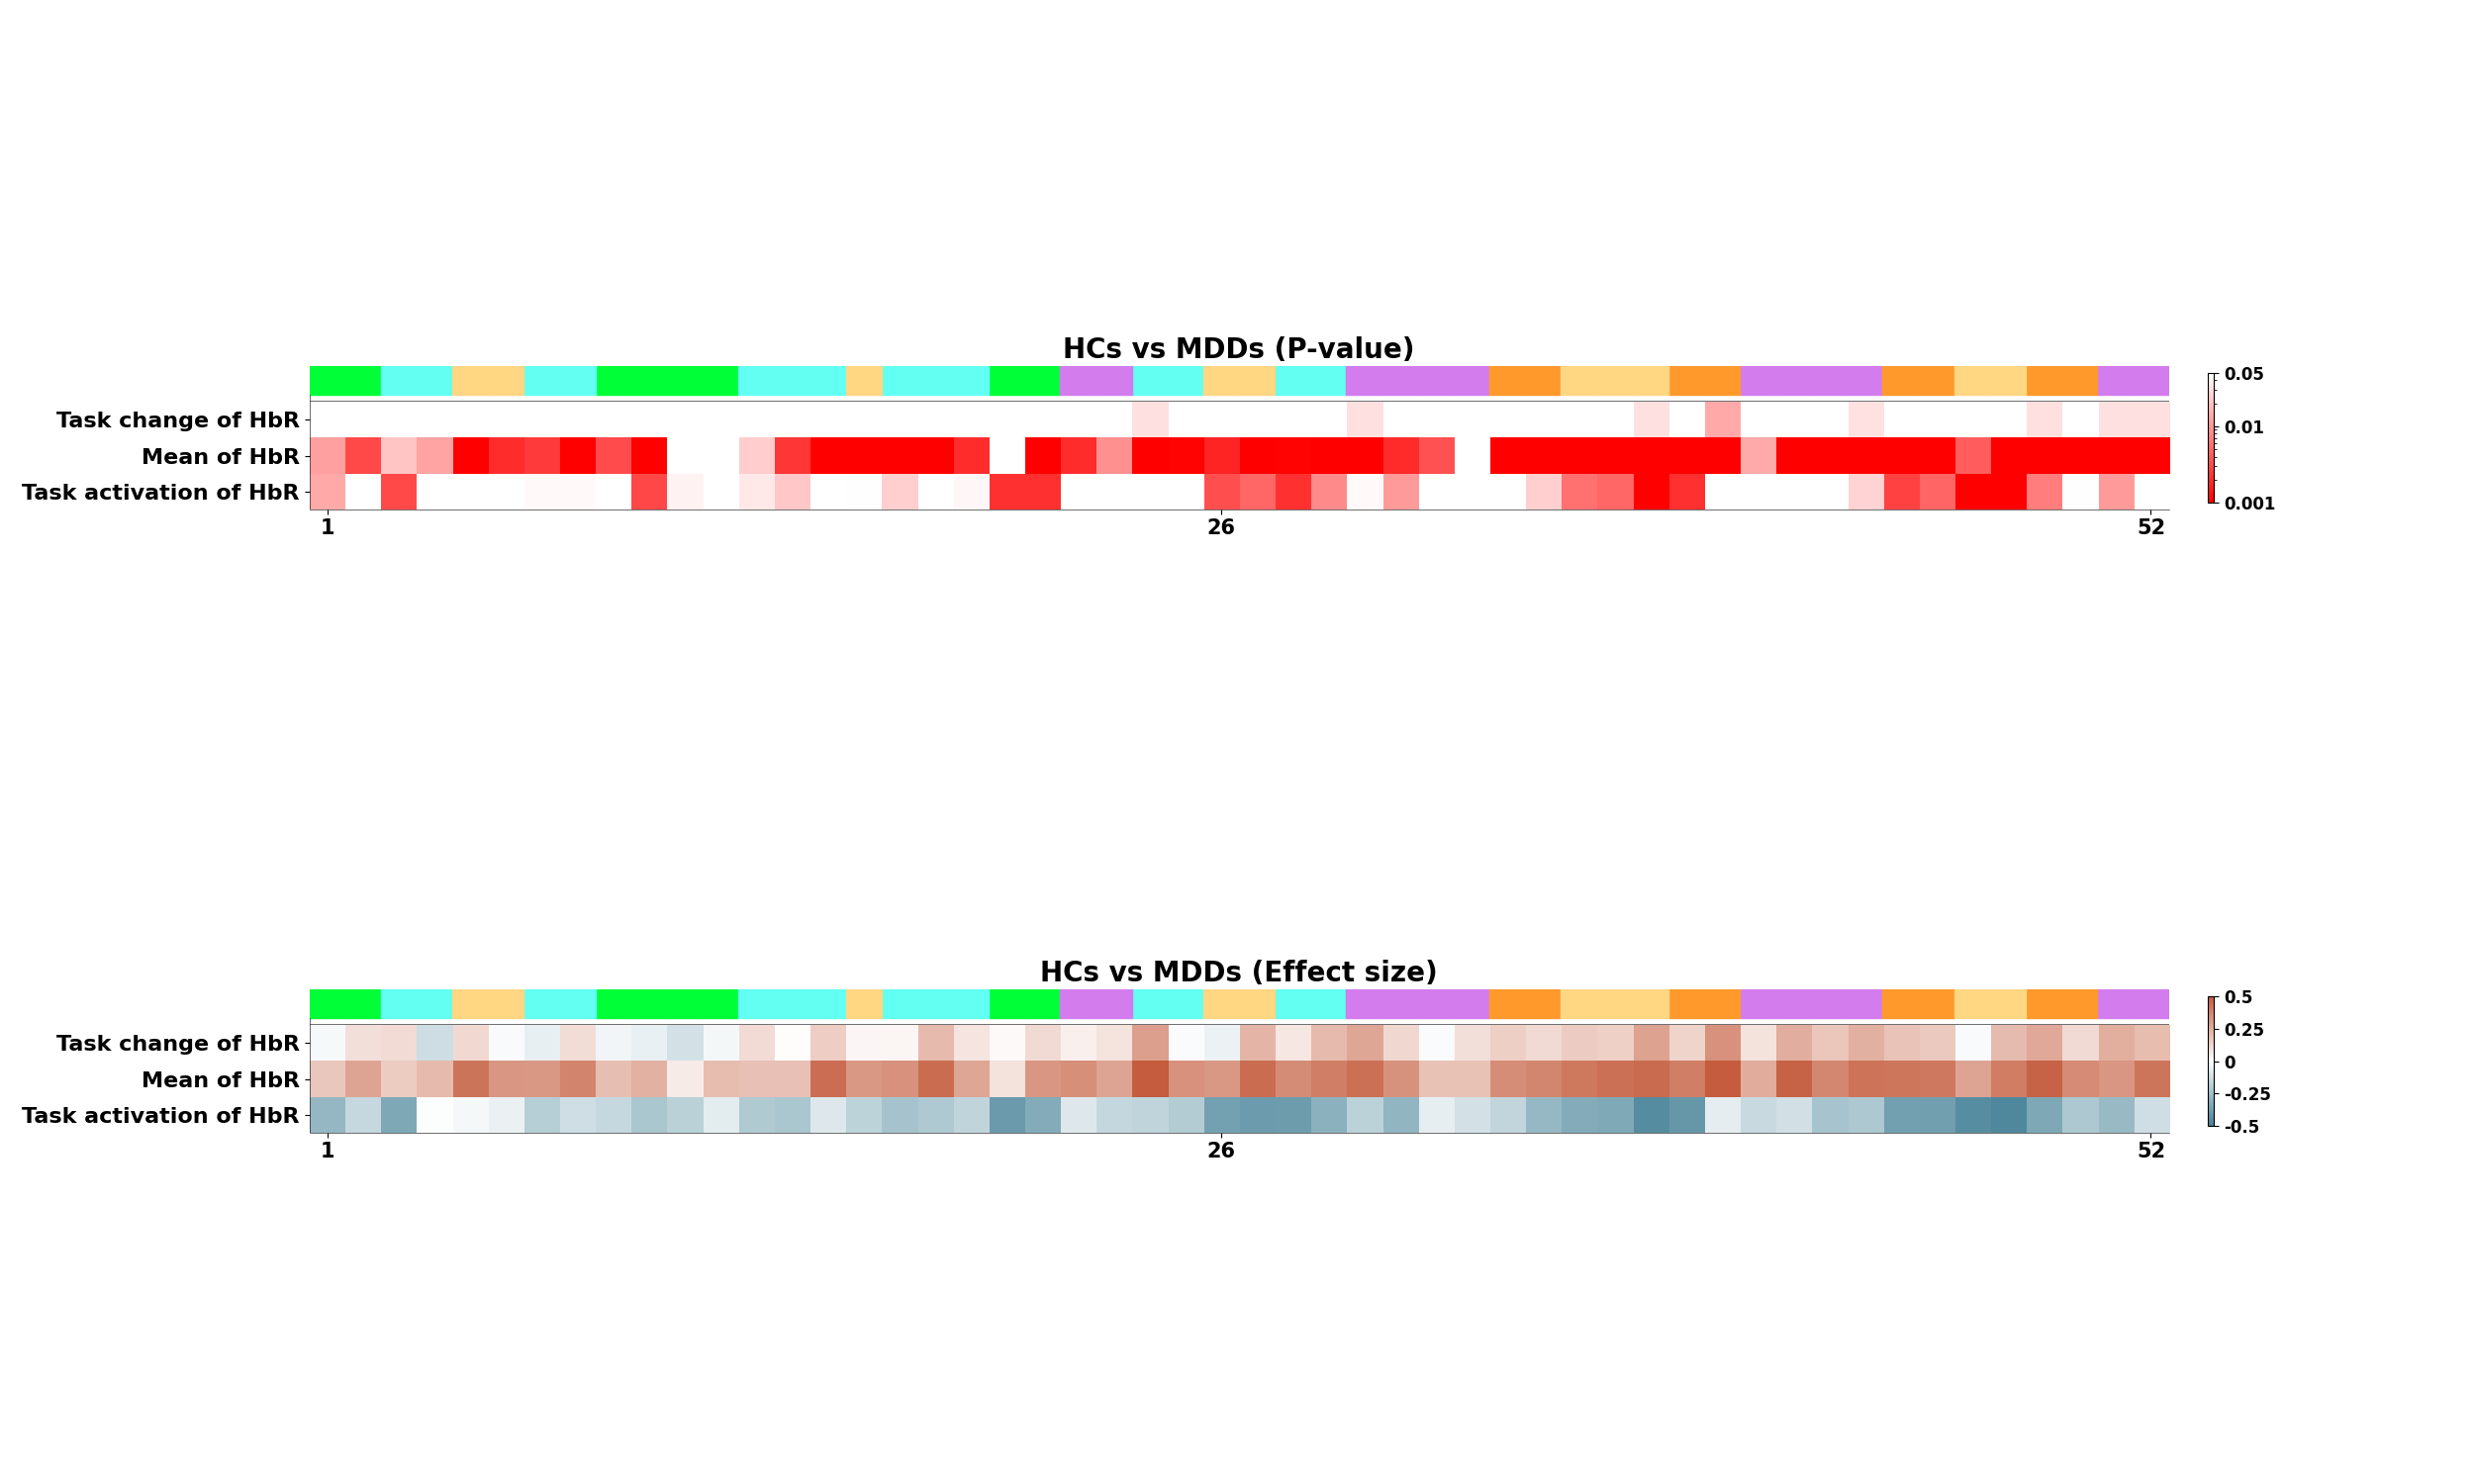 HCs vs MDDs (P-value)
Task change of HbR
Mean of HbR
Task activation of HbR
1 26 52
0.05
0.01
0.001
HCs vs MDDs (Effect size)
Task change of HbR
Mean of HbR
Task activation of HbR
1 26 52
0.5
0.25
0
-0.25
-0.5